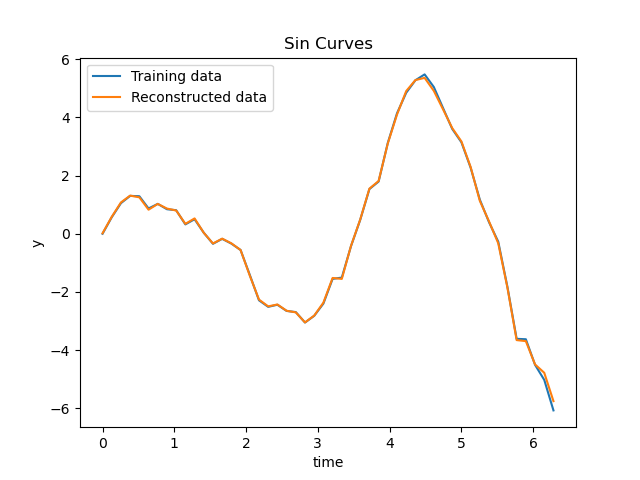 Sin Curves
Training data
Reconstructed data
6
4
2
0
−2
−4
−6
y
0 1 2 3 4 5 6
time